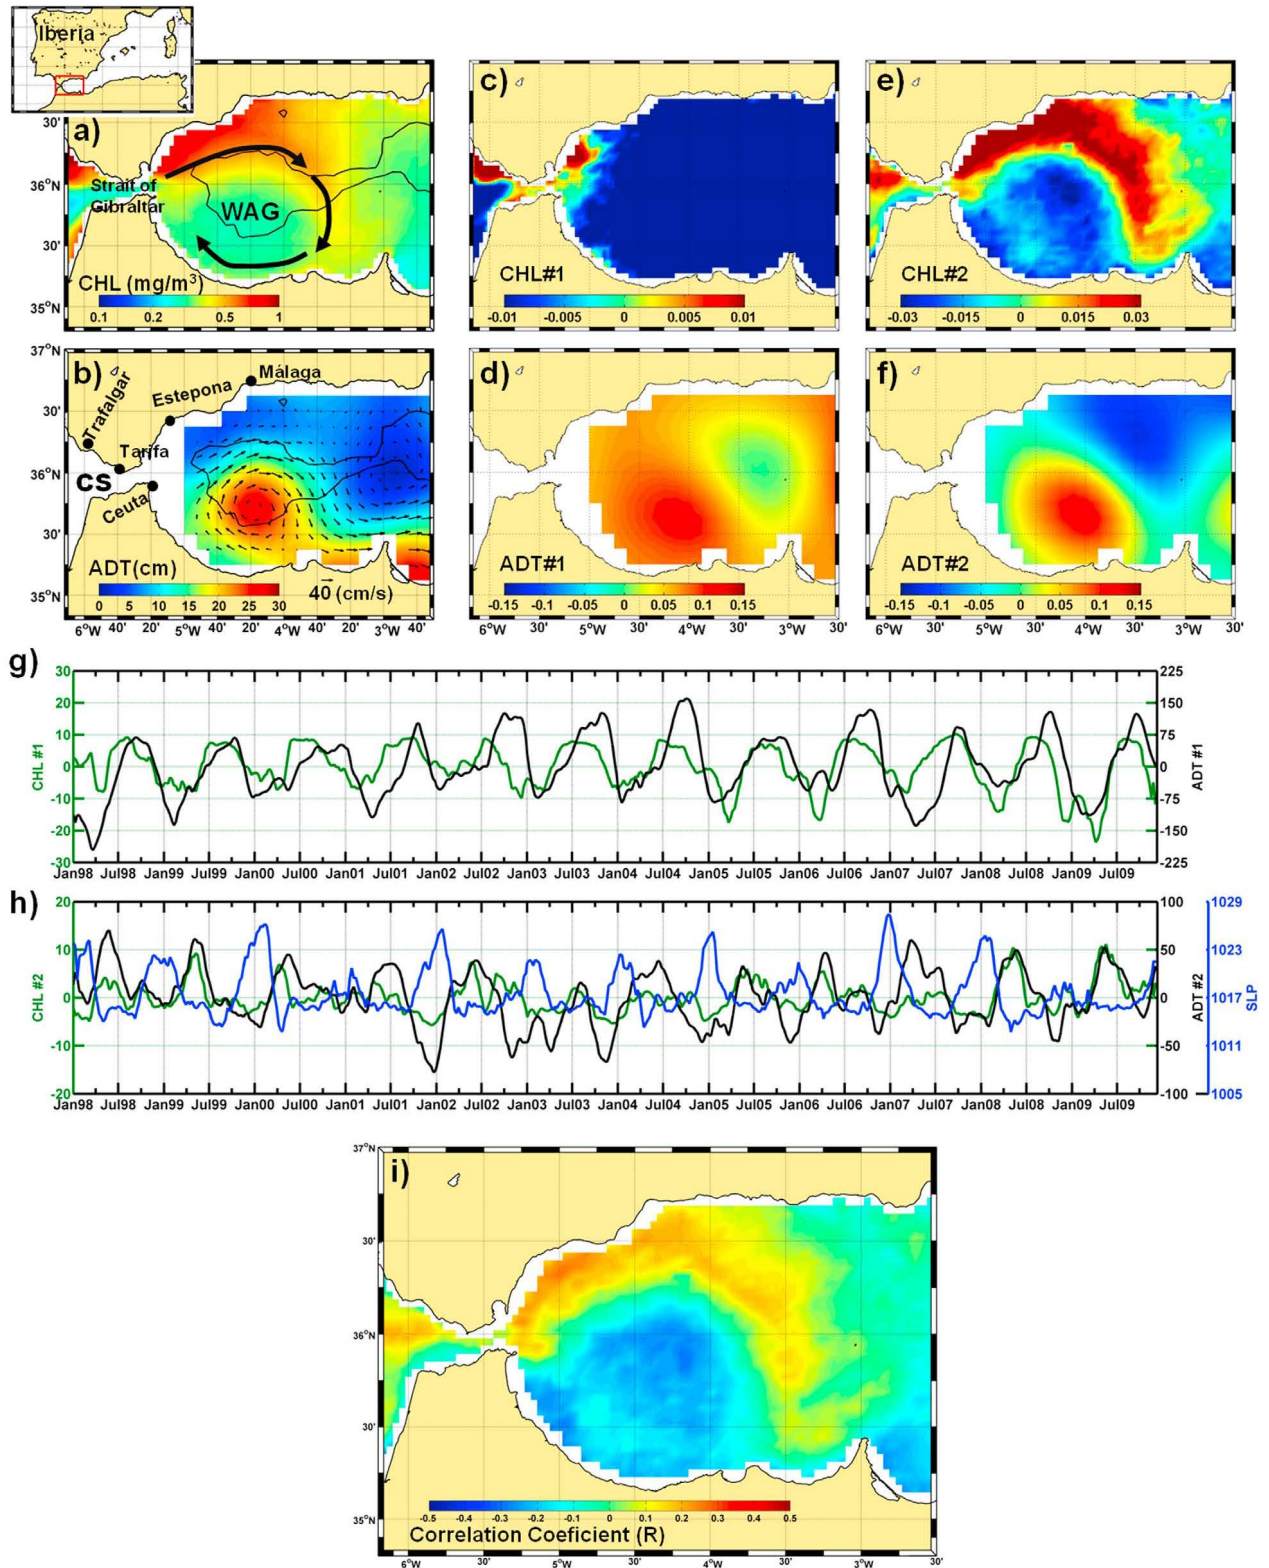 Iberia
a)
30'
36°N
30'
35°N
Strait of
Gibraltar
WAG
CHL (mg/m³)
0.1 0.2 0.5 1
c)
CHL#1
-0.01 -0.005 0 0.005 0.01
e)
CHL#2
-0.03 -0.015 0 0.015 0.03
37°N
30'
36°N
30'
35°N
b)
Málaga
Estepona
Trafalgar
Tarifa
CS
Ceuta
ADT(cm)
0 5 10 15 20 25 30
40 (cm/s)
6°W 40' 20' 5°W 40' 20' 4°W 40' 20' 3°W 40'
d)
ADT#1
-0.15 -0.1 -0.05 0 0.05 0.1 0.15
6°W 30' 5°W 30' 4°W 30' 3°W 30'
f)
ADT#2
-0.15 -0.1 -0.05 0 0.05 0.1 0.15
6°W 30' 5°W 30' 4°W 30' 3°W 30'
g)
30
20
10
0
-10
-20
-30
CHL #1
225
150
75
0
-75
-150
-225
ADT #1
Jan98 Jul98 Jan99 Jul99 Jan00 Jul00 Jan01 Jul01 Jan02 Jul02 Jan03 Jul03 Jan04 Jul04 Jan05 Jul05 Jan06 Jul06 Jan07 Jul07 Jan08 Jul08 Jan09 Jul09
h)
20
10
0
-10
-20
CHL #2
100
50
0
-50
-100
ADT #2
1029
1023
1017
1011
1005
SLP
Jan98 Jul98 Jan99 Jul99 Jan00 Jul00 Jan01 Jul01 Jan02 Jul02 Jan03 Jul03 Jan04 Jul04 Jan05 Jul05 Jan06 Jul06 Jan07 Jul07 Jan08 Jul08 Jan09 Jul09
i)
37°N
30'
36°N
30'
35°N
-0.5 -0.4 -0.3 -0.2 -0.1 0 0.1 0.2 0.3 0.4 0.5
Correlation Coeficient (R)
6°W 30' 5°W 30' 4°W 30' 3°W 30'